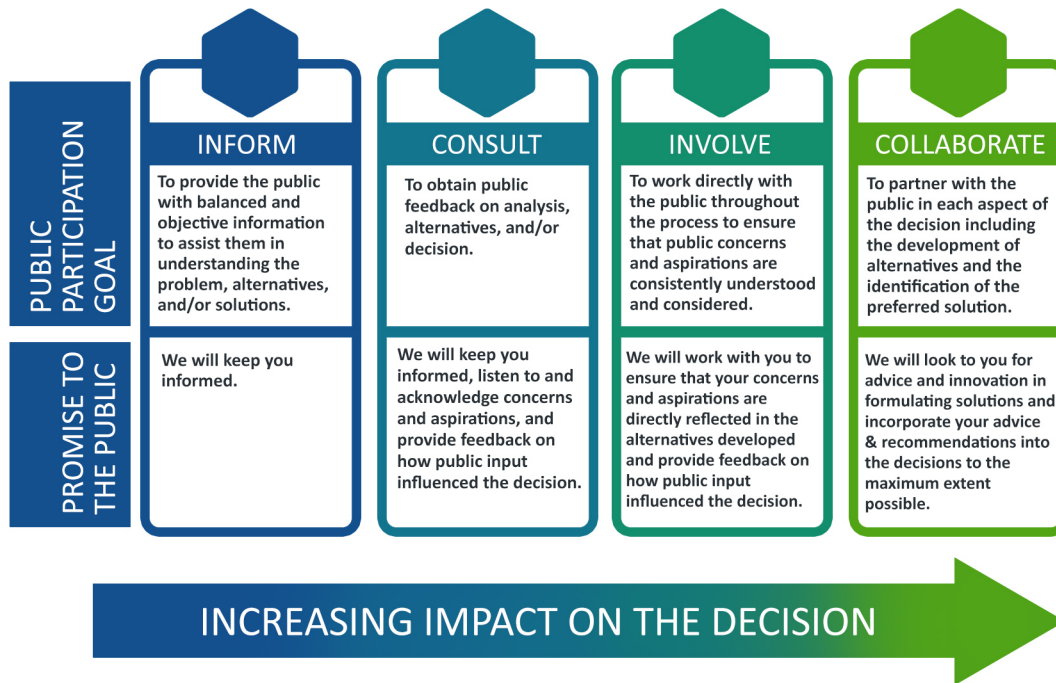 PUBLIC
PARTICIPATION
GOAL
INFORM
To provide the public
with balanced and
objective information
to assist them in
understanding the
problem, alternatives,
and/or solutions.
CONSULT
To obtain public
feedback on analysis,
alternatives, and/or
decision.
INVOLVE
To work directly with
the public throughout
the process to ensure
that public concerns
and aspirations are
consistently understood
and considered.
COLLABORATE
To partner with the
public in each aspect of
the decision including
the development of
alternatives and the
identification of the
preferred solution.
PROMISE TO
THE PUBLIC
We will keep you
informed.
We will keep you
informed, listen to and
acknowledge concerns
and aspirations, and
provide feedback on
how public input
influenced the decision.
We will work with you to
ensure that your concerns
and aspirations are
directly reflected in the
alternatives developed
and provide feedback on
how public input
influenced the decision.
We will look to you for
advice and innovation in
formulating solutions and
incorporate your advice
& recommendations into
the decisions to the
maximum extent
possible.
INCREASING IMPACT ON THE DECISION